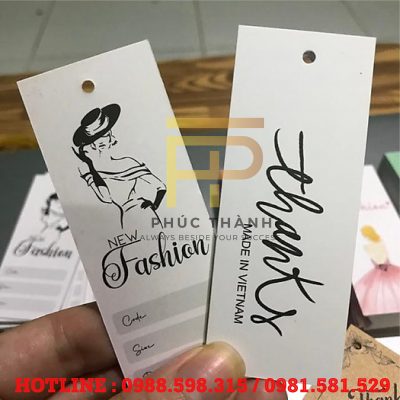 NEW
Fashion
Code
Size
thanks
MADE IN VIETNAM
PHÚC THÀNH
ALWAYS BESIDE YOUR SUCCESS
Fashion
HOTLINE : 0988.598.315 / 0981.581.529